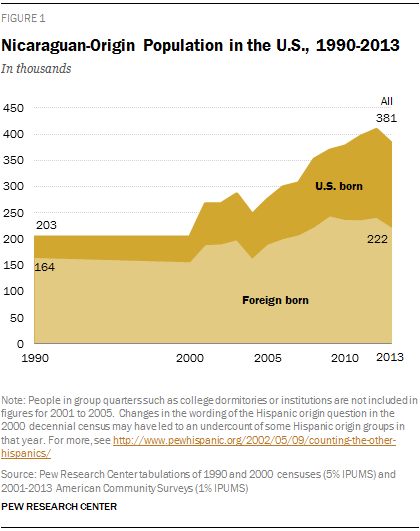 FIGURE 1
Nicaraguan-Origin Population in the U.S., 1990-2013
In thousands
All
450
381
400
350
300
U.S. born
250
203
200
222
164
150
100
Foreign born
50
0
1990
2000
2005
2010
2013
Note: People in group quarters such as college dormitories or institutions are not included in
figures for 2001 to 2005. Changes in the wording of the Hispanic origin question in the
2000 decennial census may have led to an undercount of some Hispanic origin groups in
that year. For more, see http://www.pewhispanic.org/2002/05/09/counting-the-other-
hispanics/
Source: Pew Research Center tabulations of 1990 and 2000 censuses (5% IPUMS) and
2001-2013 American Community Surveys (1% IPUMS)
PEW RESEARCH CENTER